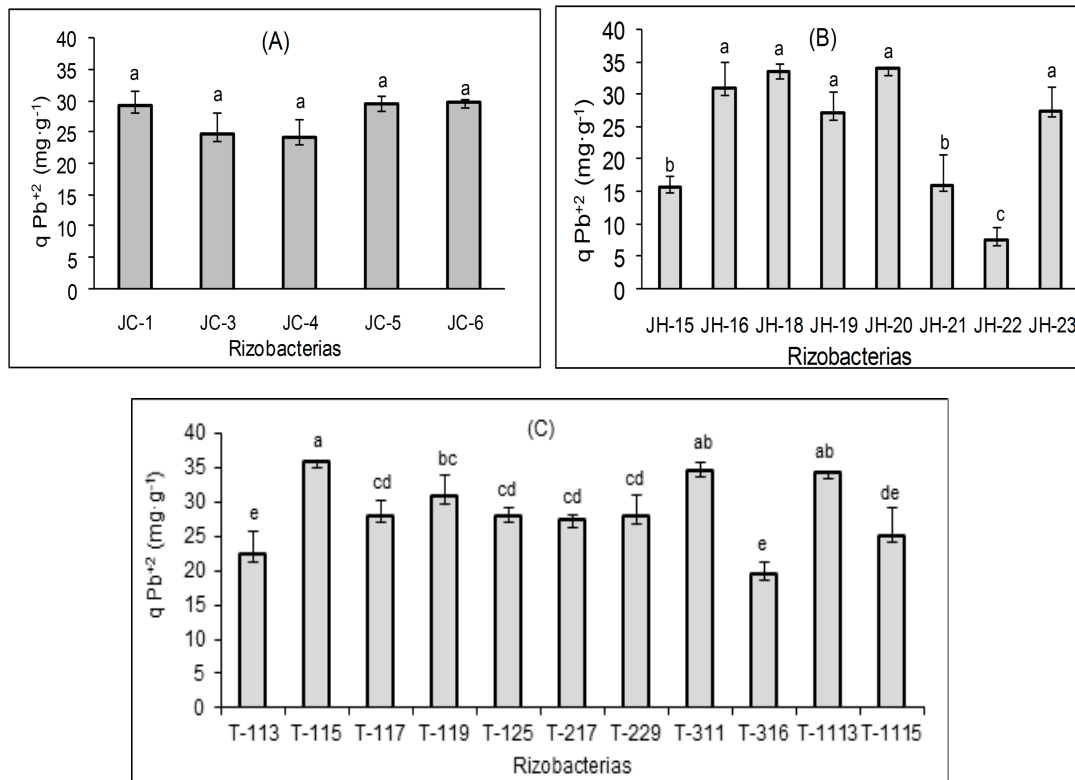 (A)
q Pb⁺² (mg·g⁻¹)
40
35
30
25
20
15
10
5
0
a a a a a
JC-1 JC-3 JC-4 JC-5 JC-6
Rizobacterias
(B)
q Pb⁺² (mg·g⁻¹)
40
35
30
25
20
15
10
5
0
b a a a a b c a
JH-15 JH-16 JH-18 JH-19 JH-20 JH-21 JH-22 JH-23
Rizobacterias
(C)
q Pb⁺² (mg·g⁻¹)
40
35
30
25
20
15
10
5
0
e a cd bc cd cd cd ab e ab de
T-113 T-115 T-117 T-119 T-125 T-217 T-229 T-311 T-316 T-1113 T-1115
Rizobacterias